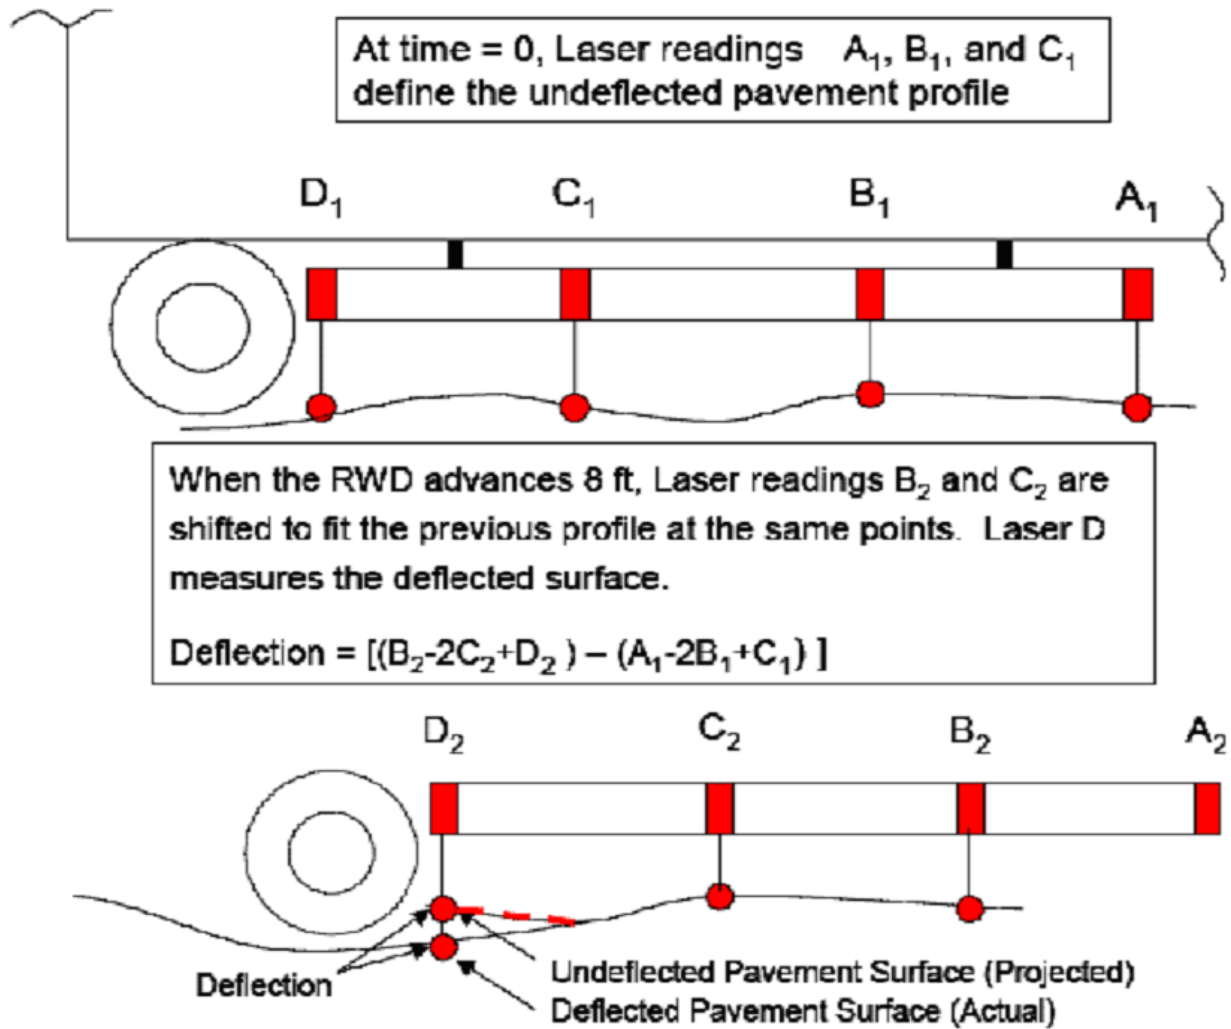 At time = 0, Laser readings A₁, B₁, and C₁
define the undeflected pavement profile
D₁ C₁ B₁ A₁
When the RWD advances 8 ft, Laser readings B₂ and C₂ are
shifted to fit the previous profile at the same points. Laser D
measures the deflected surface.
Deflection = [(B₂-2C₂+D₂ ) – (A₁-2B₁+C₁) ]
D₂ C₂ B₂ A₂
Deflection
Undeflected Pavement Surface (Projected)
Deflected Pavement Surface (Actual)